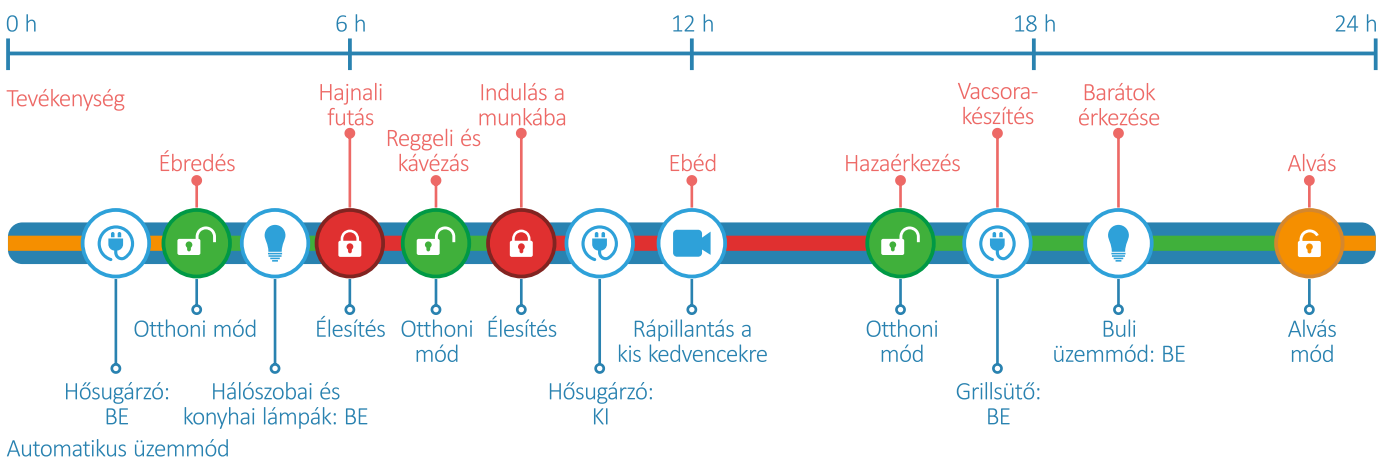 0 h
6 h
12 h
18 h
24 h
Tevékenység
Ébredés
Hajnali
futás
Reggeli és
kávézás
Indulás a
munkába
Ebéd
Hazaérkezés
Vacsora-
készítés
Barátok
érkezése
Alvás
Hősugárzó:
BE
Otthoni mód
Hálószobai és
konyhai lámpák: BE
Élesítés
Otthoni
mód
Élesítés
Hősugárzó:
KI
Rápillantás a
kis kedvencekre
Otthoni
mód
Grillsütő:
BE
Buli
üzemmód: BE
Alvás
mód
Automatikus üzemmód